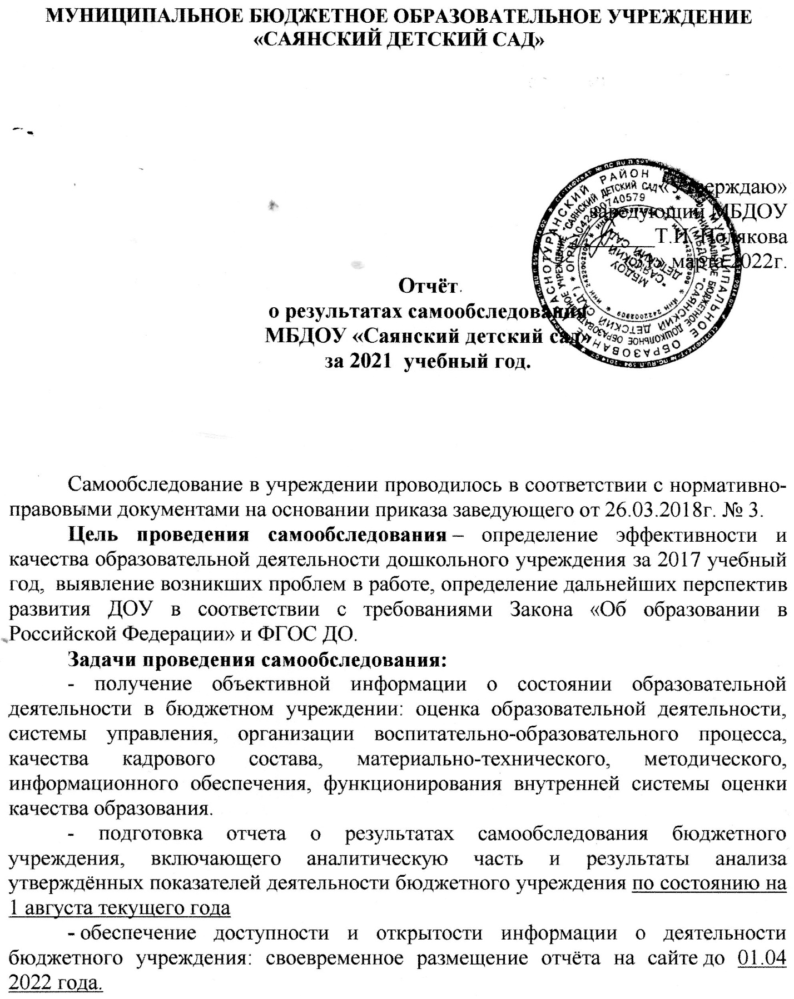 МУНИЦИПАЛЬНОЕ БЮДЖЕТНОЕ ОБРАЗОВАТЕЛЬНОЕ УЧРЕЖДЕНИЕ
«САЯНСКИЙ ДЕТСКИЙ САД»
«Утверждаю»
заведующий МБДОУ
Т.И. Полякова
марта 2022г.
КРАСНОТУРАНСКИЙ РАЙОН * МУНИЦИПАЛЬНОЕ ОБРАЗОВАНИЕ
МУНИЦИПАЛЬНОЕ БЮДЖЕТНОЕ ДОШКОЛЬНОЕ ОБРАЗОВАТЕЛЬНОЕ УЧРЕЖДЕНИЕ "САЯНСКИЙ ДЕТСКИЙ САД"
(МБДОУ "САЯНСКИЙ ДЕТСКИЙ САД") * ОГРН 1042400740579
* ИНН 2422002909
МБДОУ
"САЯНСКИЙ
ДЕТСКИЙ
САД"
Отчёт
о результатах самообследования
МБДОУ «Саянский детский сад»
за 2021 учебный год.
Самообследование в учреждении проводилось в соответствии с нормативно-
правовыми документами на основании приказа заведующего от 26.03.2018г. № 3.
Цель проведения самообследования – определение эффективности и
качества образовательной деятельности дошкольного учреждения за 2017 учебный
год, выявление возникших проблем в работе, определение дальнейших перспектив
развития ДОУ в соответствии с требованиями Закона «Об образовании в
Российской Федерации» и ФГОС ДО.
Задачи проведения самообследования:
- получение объективной информации о состоянии образовательной
деятельности в бюджетном учреждении: оценка образовательной деятельности,
системы управления, организации воспитательно-образовательного процесса,
качества кадрового состава, материально-технического, методического,
информационного обеспечения, функционирования внутренней системы оценки
качества образования.
- подготовка отчета о результатах самообследования бюджетного
учреждения, включающего аналитическую часть и результаты анализа
утверждённых показателей деятельности бюджетного учреждения по состоянию на
1 августа текущего года
- обеспечение доступности и открытости информации о деятельности
бюджетного учреждения: своевременное размещение отчёта на сайте до 01.04
2022 года.